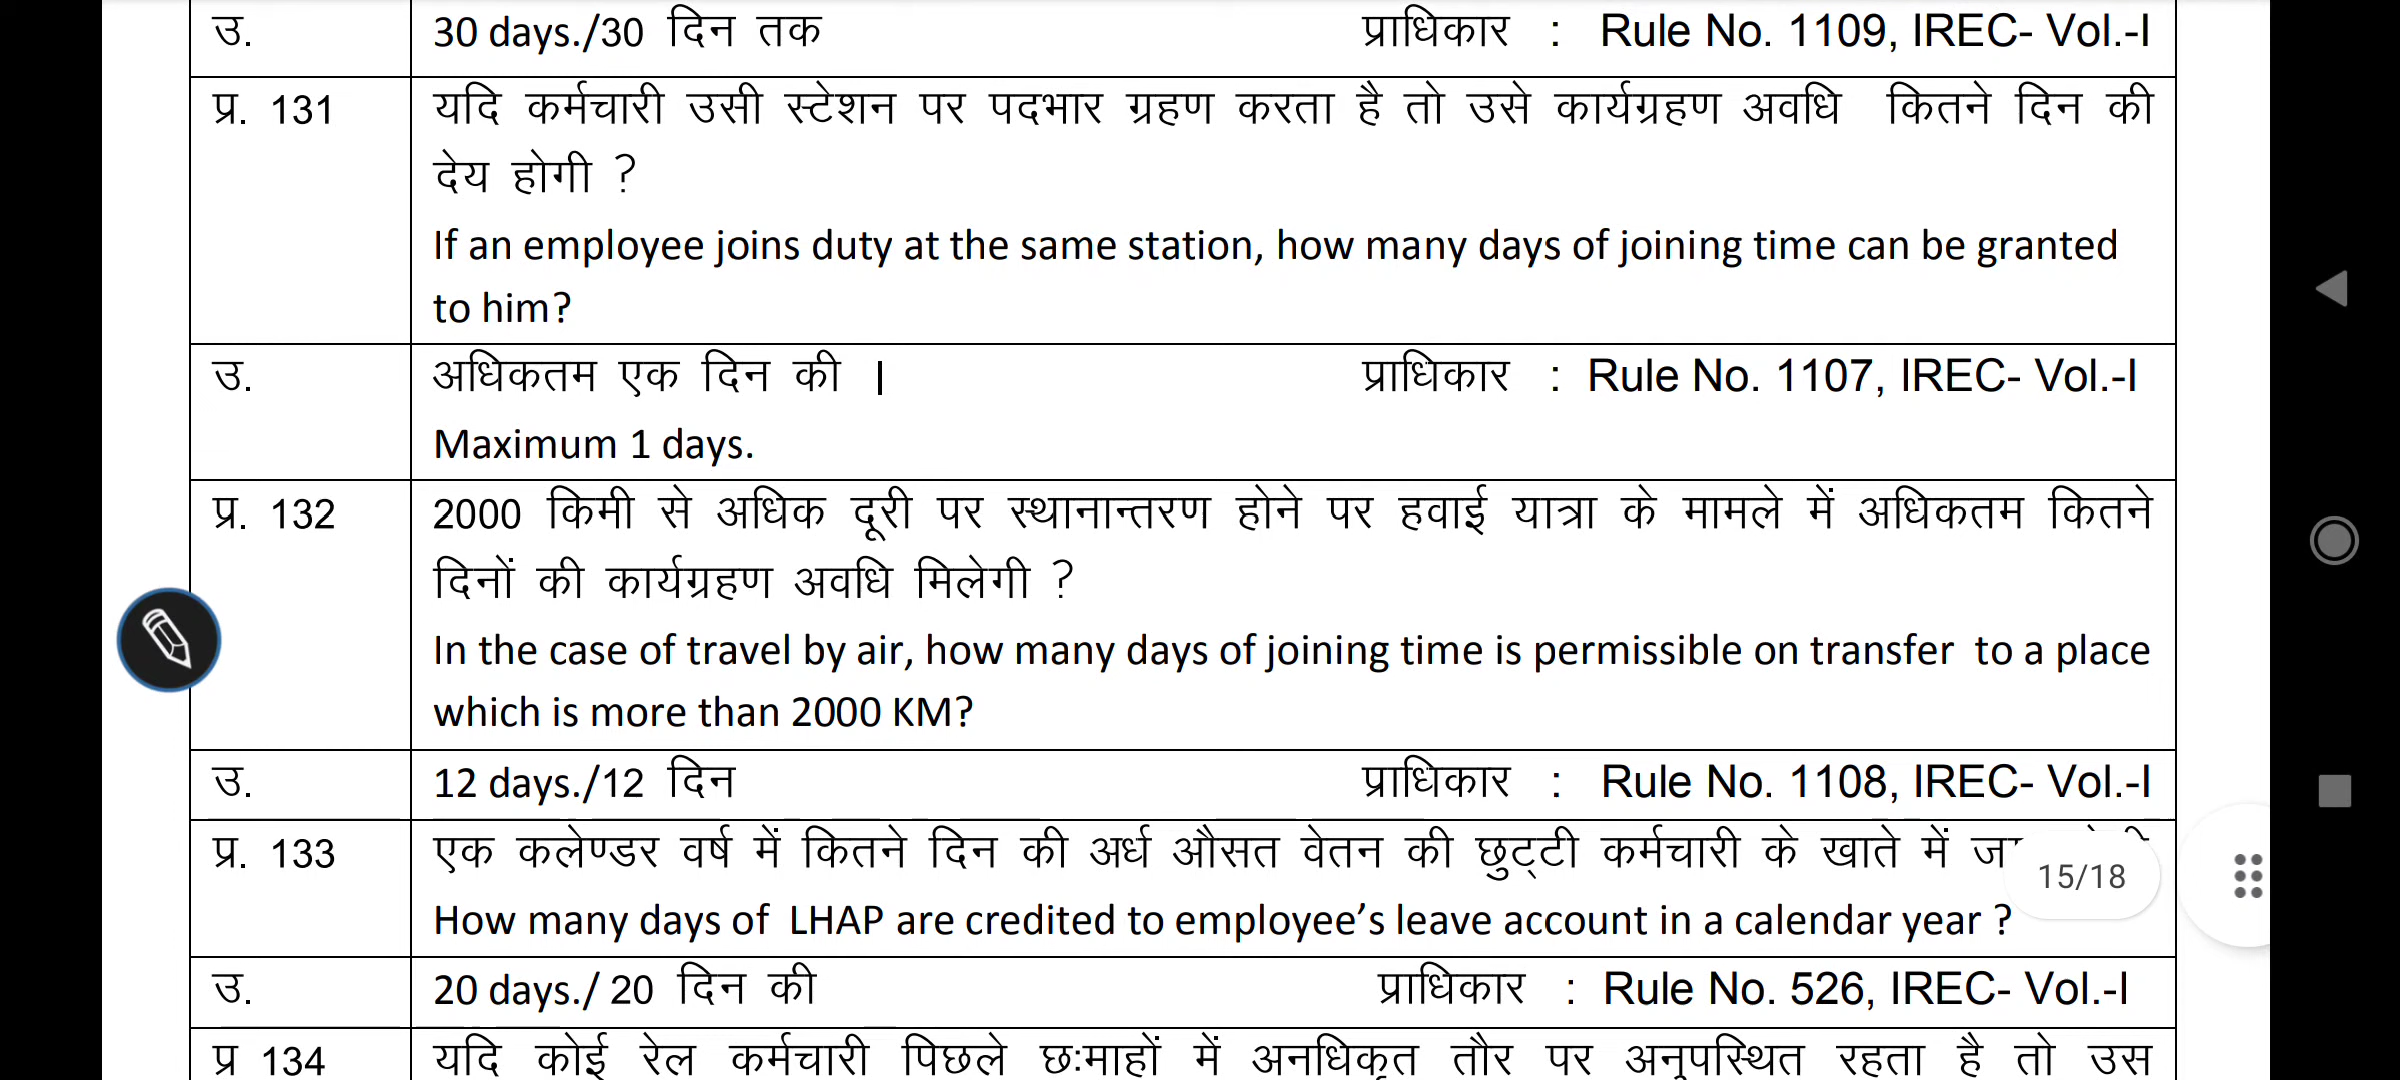 उ. 30 days./30 दिन तक प्राधिकार : Rule No. 1109, IREC- Vol.-I
प्र. 131 यदि कर्मचारी उसी स्टेशन पर पदभार ग्रहण करता है तो उसे कार्यग्रहण अवधि कितने दिन की
देय होगी ?
If an employee joins duty at the same station, how many days of joining time can be granted
to him?
उ. अधिकतम एक दिन की । प्राधिकार : Rule No. 1107, IREC- Vol.-I
Maximum 1 days.
प्र. 132 2000 किमी से अधिक दूरी पर स्थानान्तरण होने पर हवाई यात्रा के मामले में अधिकतम कितने
दिनों की कार्यग्रहण अवधि मिलेगी ?
In the case of travel by air, how many days of joining time is permissible on transfer to a place
which is more than 2000 KM?
उ. 12 days./12 दिन प्राधिकार : Rule No. 1108, IREC- Vol.-I
प्र. 133 एक कलेण्डर वर्ष में कितने दिन की अर्ध औसत वेतन की छुट्टी कर्मचारी के खाते में
15/18
How many days of LHAP are credited to employee’s leave account in a calendar year ?
उ. 20 days./ 20 दिन की प्राधिकार : Rule No. 526, IREC- Vol.-I
प्र 134 यदि कोई रेल कर्मचारी पिछले छःमाहों में अनधिकृत तौर पर अनुपस्थित रहता है तो उस